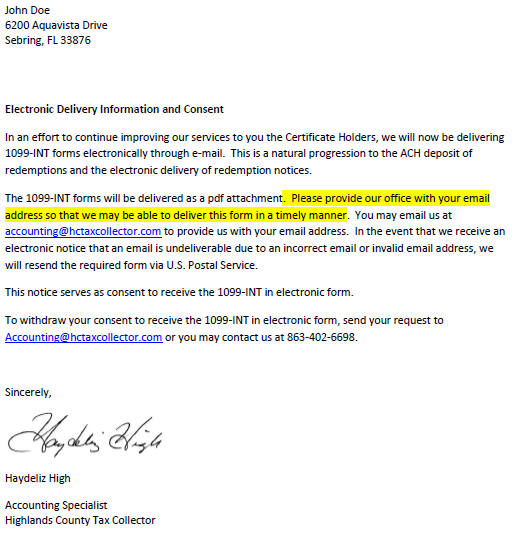 John Doe
6200 Aquavista Drive
Sebring, FL 33876
Electronic Delivery Information and Consent
In an effort to continue improving our services to you the Certificate Holders, we will now be delivering
1099-INT forms electronically through e-mail.  This is a natural progression to the ACH deposit of
redemptions and the electronic delivery of redemption notices.
The 1099-INT forms will be delivered as a pdf attachment.  Please provide our office with your email
address so that we may be able to deliver this form in a timely manner.  You may email us at
accounting@hctaxcollector.com to provide us with your email address.  In the event that we receive an
electronic notice that an email is undeliverable due to an incorrect email or invalid email address, we
will resend the required form via U.S. Postal Service.
This notice serves as consent to receive the 1099-INT in electronic form.
To withdraw your consent to receive the 1099-INT in electronic form, send your request to
Accounting@hctaxcollector.com or you may contact us at 863-402-6698.
Sincerely,
Haydeliz High
Haydeliz High
Accounting Specialist
Highlands County Tax Collector